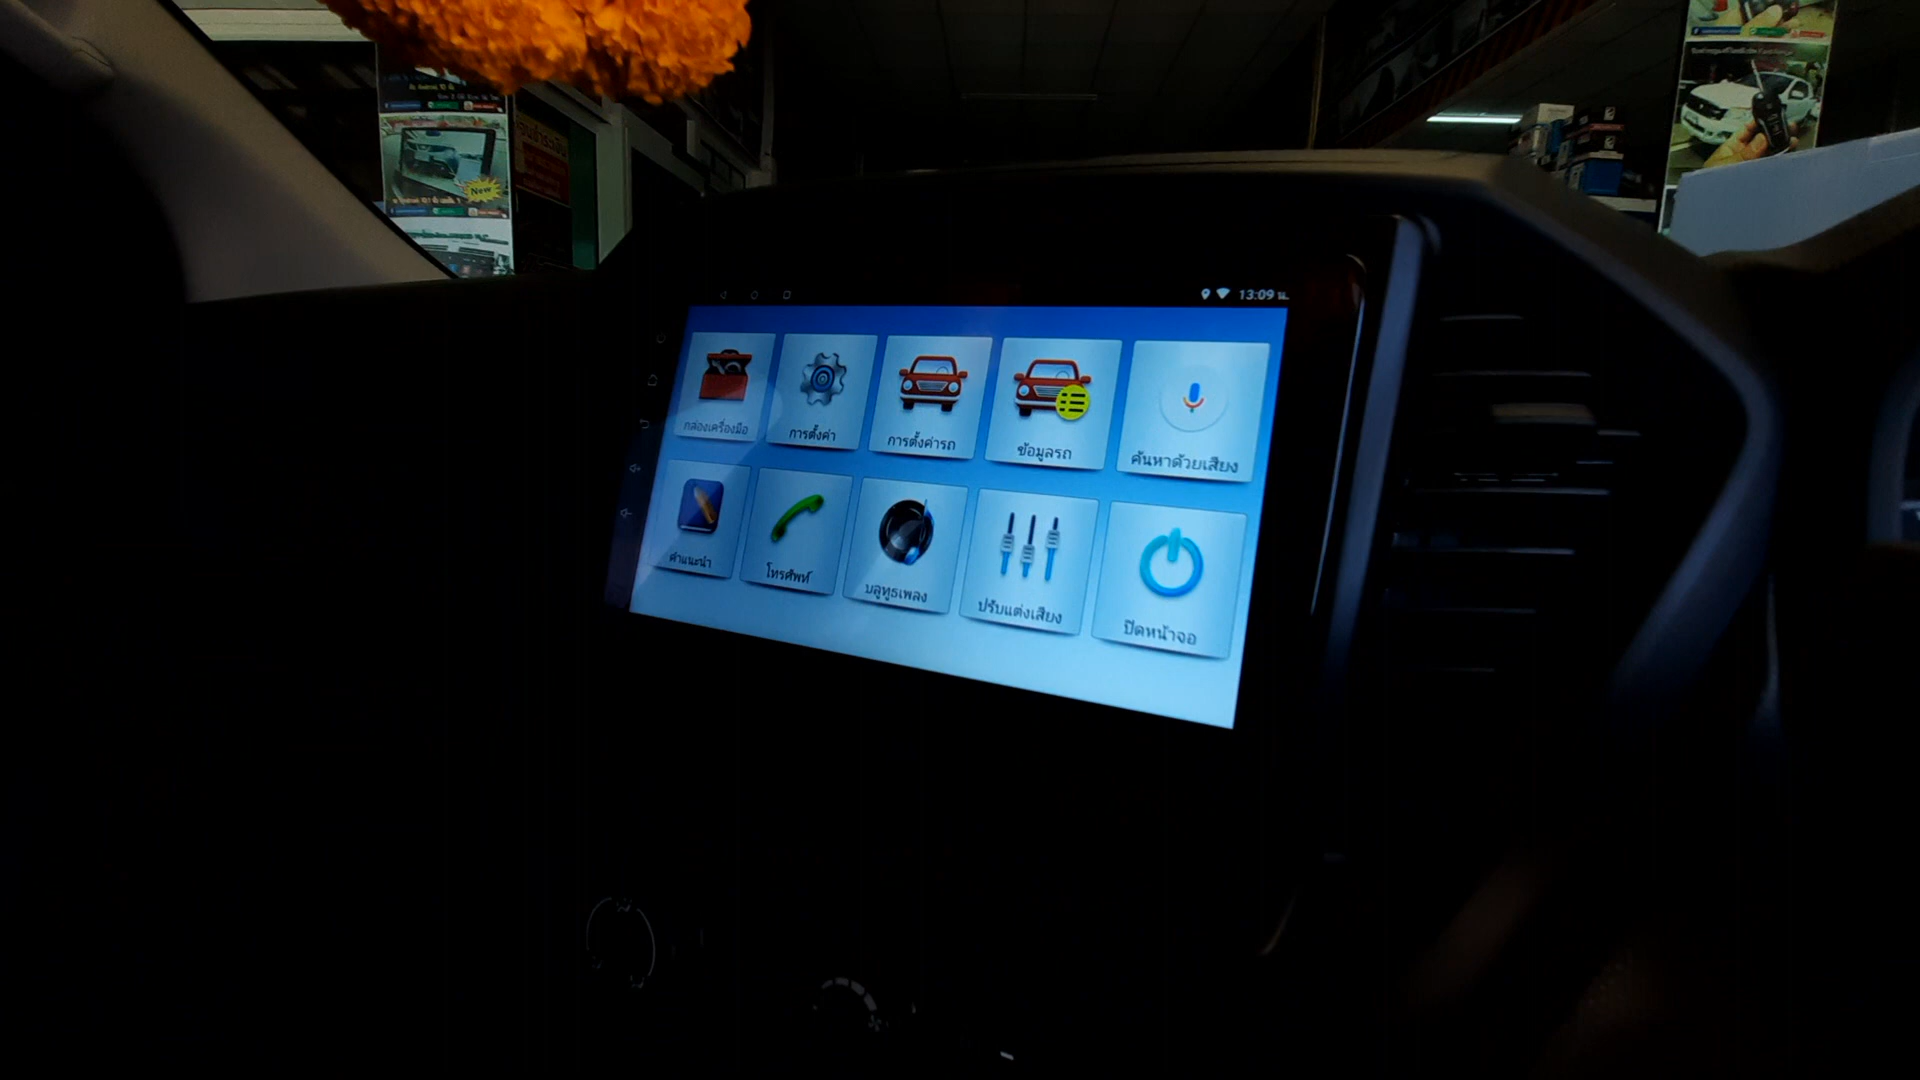 New
13:09 น.
กล่องเครื่องมือ
การตั้งค่า
การตั้งค่ารถ
ข้อมูลรถ
ค้นหาด้วยเสียง
คำแนะนำ
โทรศัพท์
บลูทูธเพลง
ปรับแต่งเสียง
ปิดหน้าจอ